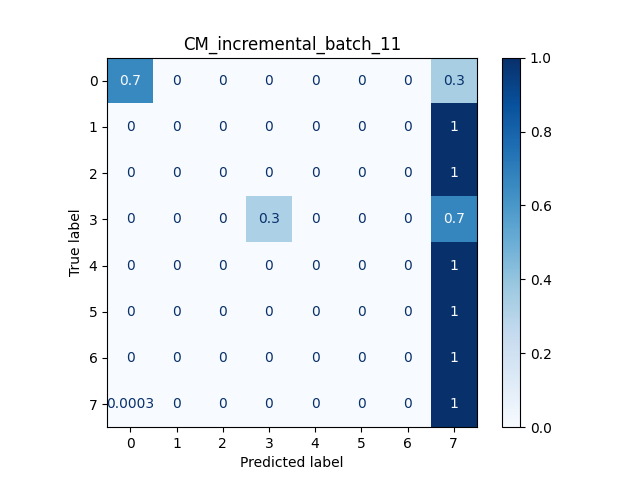 CM_incremental_batch_11
0 0.7 0 0 0 0 0 0 0.3
1 0 0 0 0 0 0 0 1
2 0 0 0 0 0 0 0 1
3 0 0 0 0.3 0 0 0 0.7
4 0 0 0 0 0 0 0 1
5 0 0 0 0 0 0 0 1
6 0 0 0 0 0 0 0 1
7 0.0003 0 0 0 0 0 0 1
0 1 2 3 4 5 6 7
Predicted label
True label
1.0
0.8
0.6
0.4
0.2
0.0